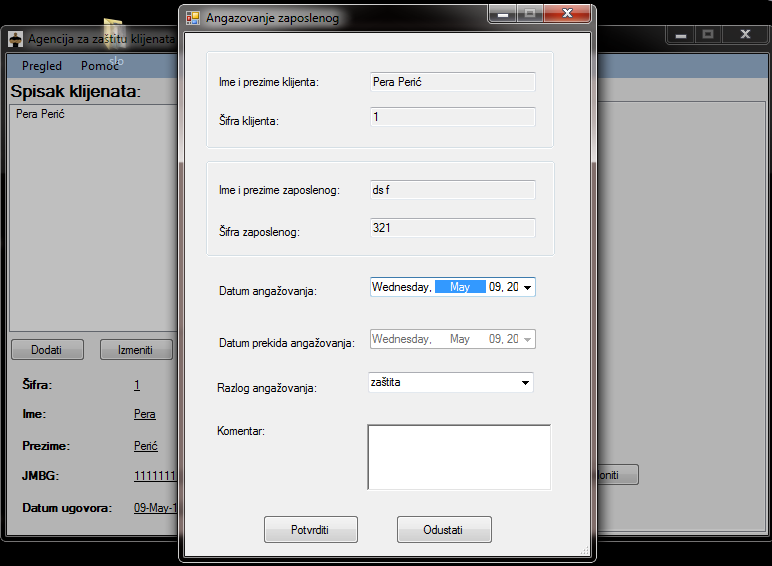 Angazovanje zaposlenog
Agencija za zaštitu klijenata
Pregled Pomoć
Spisak klijenata:
Pera Perić
Dodati Izmeniti
Šifra: 1
Ime: Pera
Prezime: Perić
JMBG: 1111111
Datum ugovora: 09-May-1
Ime i prezime klijenta: Pera Perić
Šifra klijenta: 1
Ime i prezime zaposlenog: ds f
Šifra zaposlenog: 321
Datum angažovanja: Wednesday, May 09, 20
Datum prekida angažovanja: Wednesday, May 09, 20
Razlog angažovanja: zaštita
Komentar:
Potvrditi Odustati